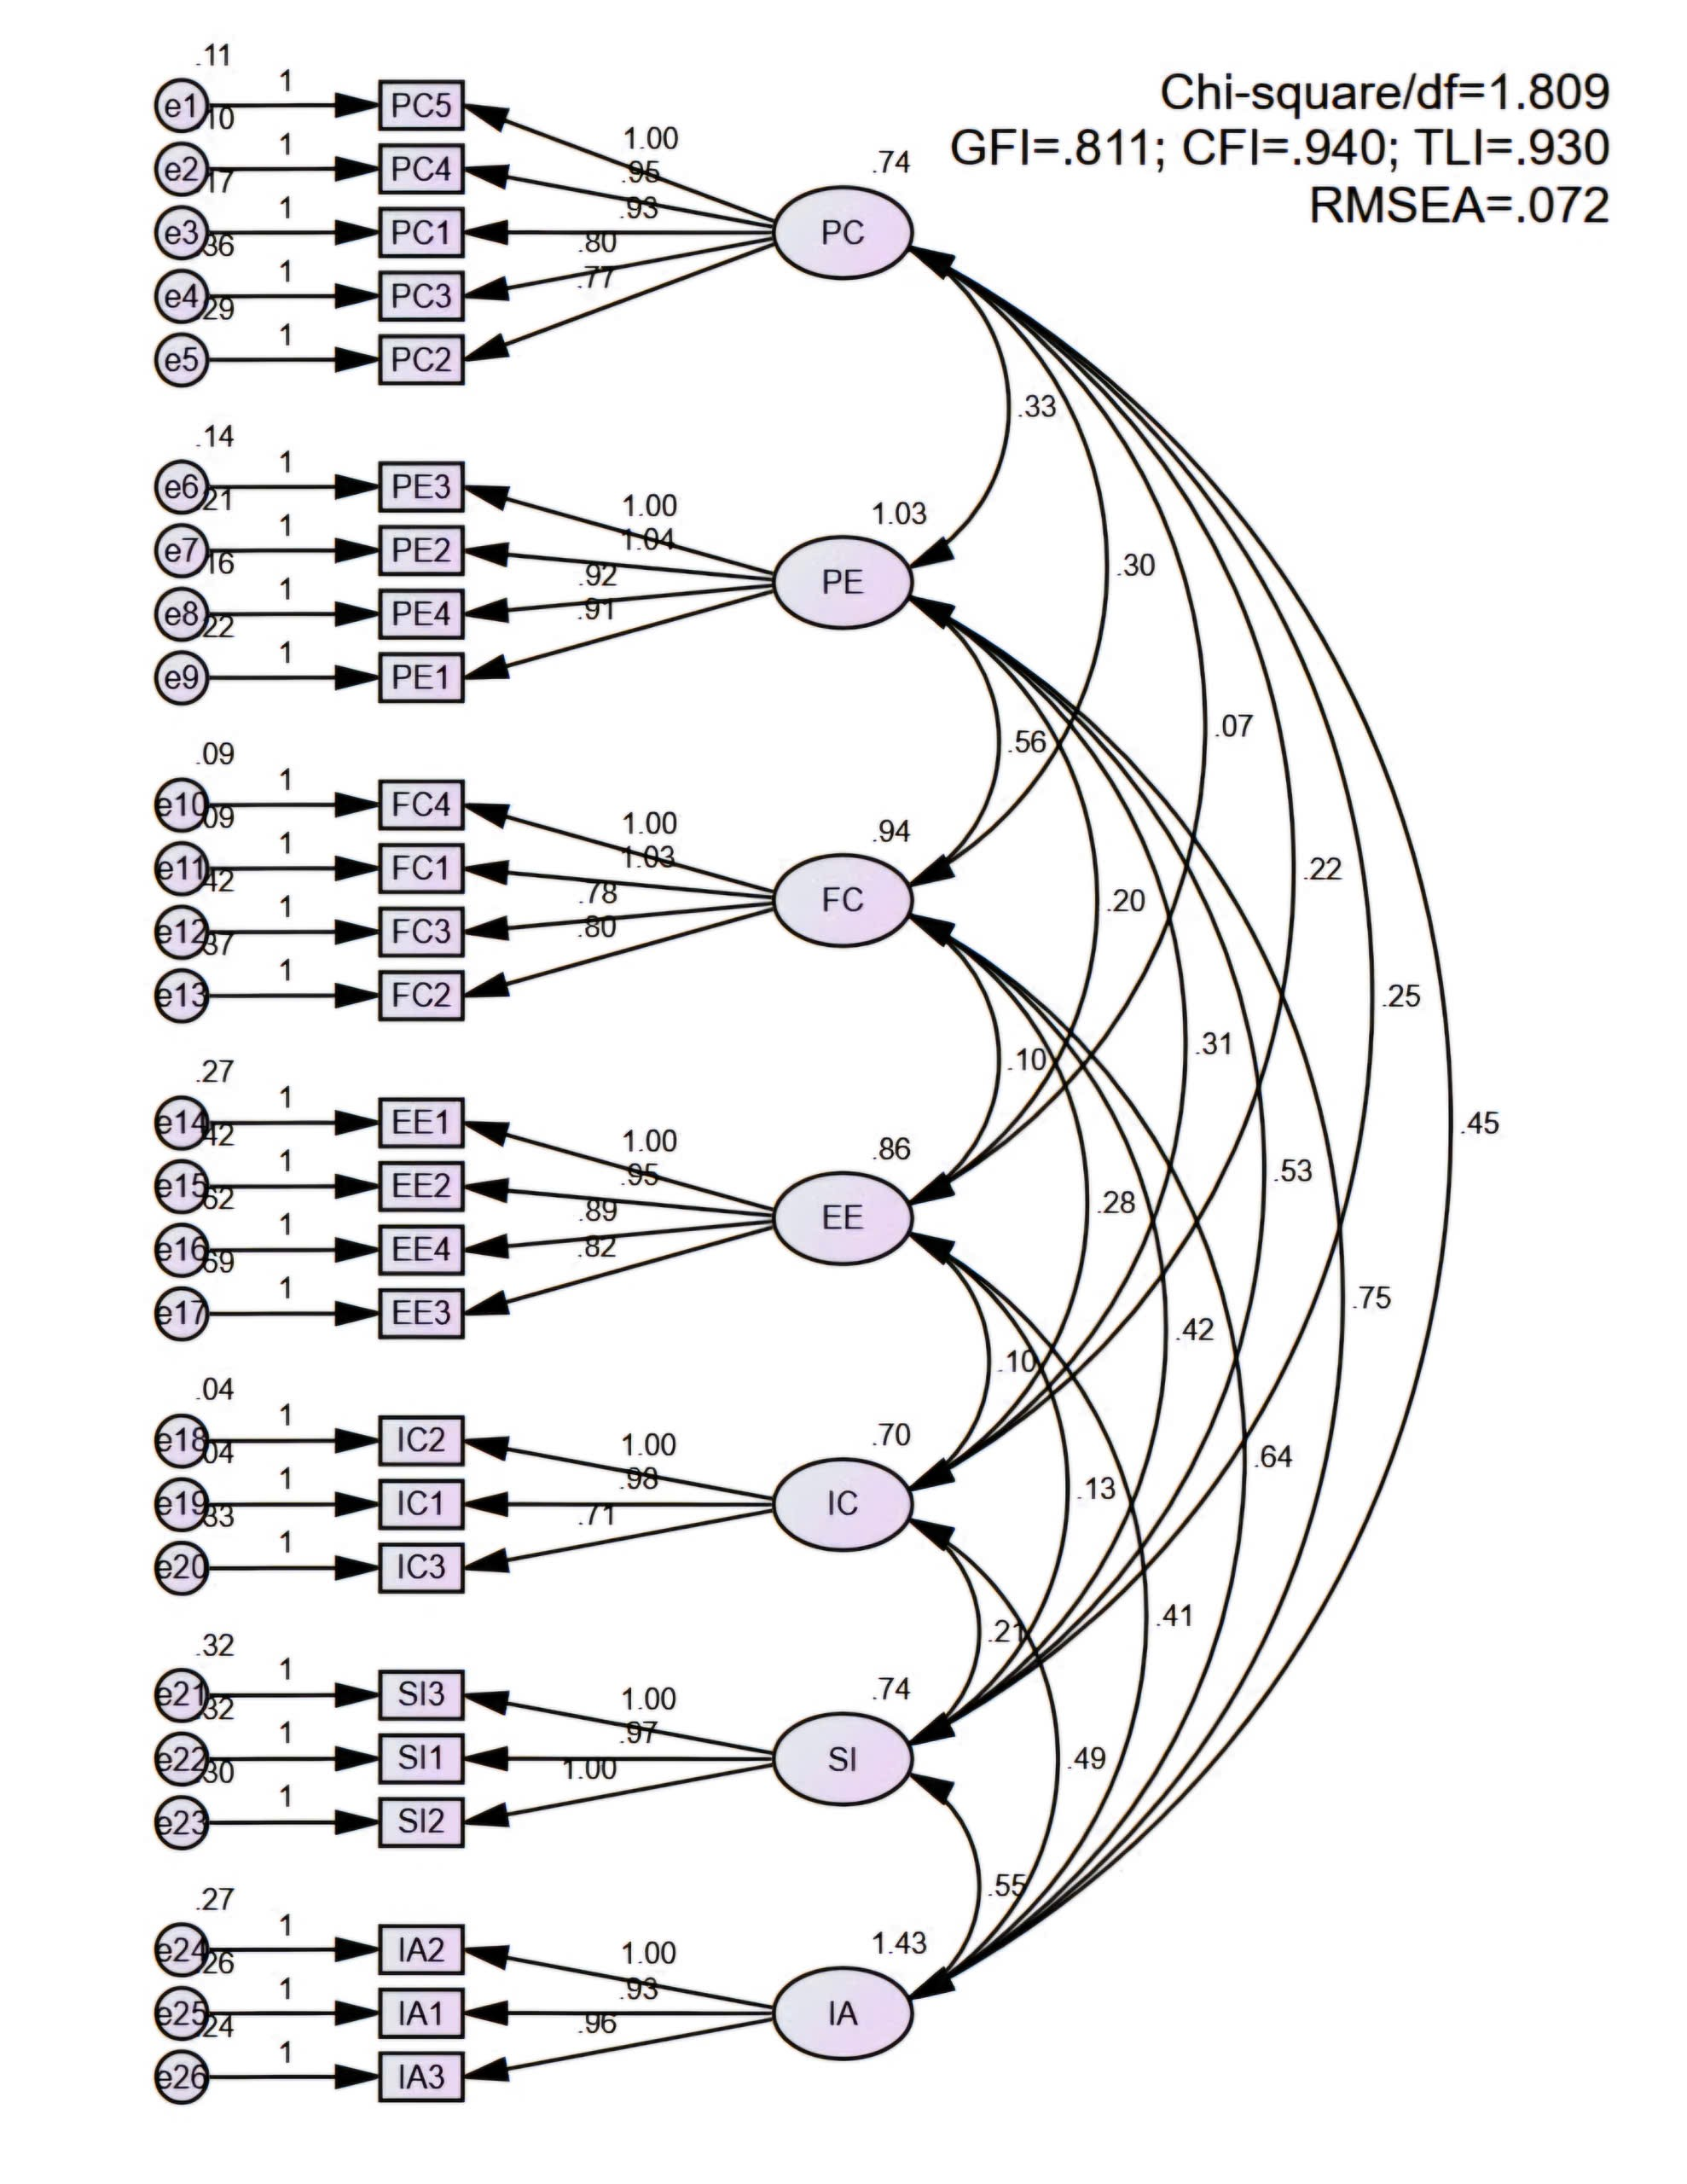 Chi-square/df=1.809
GFI=.811; CFI=.940; TLI=.930
RMSEA=.072
.11
e1 1 PC5 1.00
.10
e2 1 PC4 .95
.17
e3 1 PC1 .93
.36
e4 1 PC3 .80
.29
e5 1 PC2 .77
.74
PC
.14
e6 1 PE3 1.00
.21
e7 1 PE2 1.04
.16
e8 1 PE4 .92
.22
e9 1 PE1 .91
1.03
PE
.09
e10 1 FC4 1.00
.09
e11 1 FC1 1.03
.42
e12 1 FC3 .78
.37
e13 1 FC2 .80
.94
FC
.27
e14 1 EE1 1.00
.42
e15 1 EE2 .95
.62
e16 1 EE4 .89
.69
e17 1 EE3 .82
.86
EE
.04
e18 1 IC2 1.00
.04
e19 1 IC1 .98
.33
e20 1 IC3 .71
.70
IC
.32
e21 1 SI3 1.00
.32
e22 1 SI1 .97
.30
e23 1 SI2 1.00
.74
SI
.27
e24 1 IA2 1.00
.26
e25 1 IA1 .93
.24
e26 1 IA3 .96
1.43
IA
.33
.30
.07
.56
.22
.20
.25
.31
.10
.45
.53
.28
.75
.42
.10
.64
.13
.41
.21
.49
.55